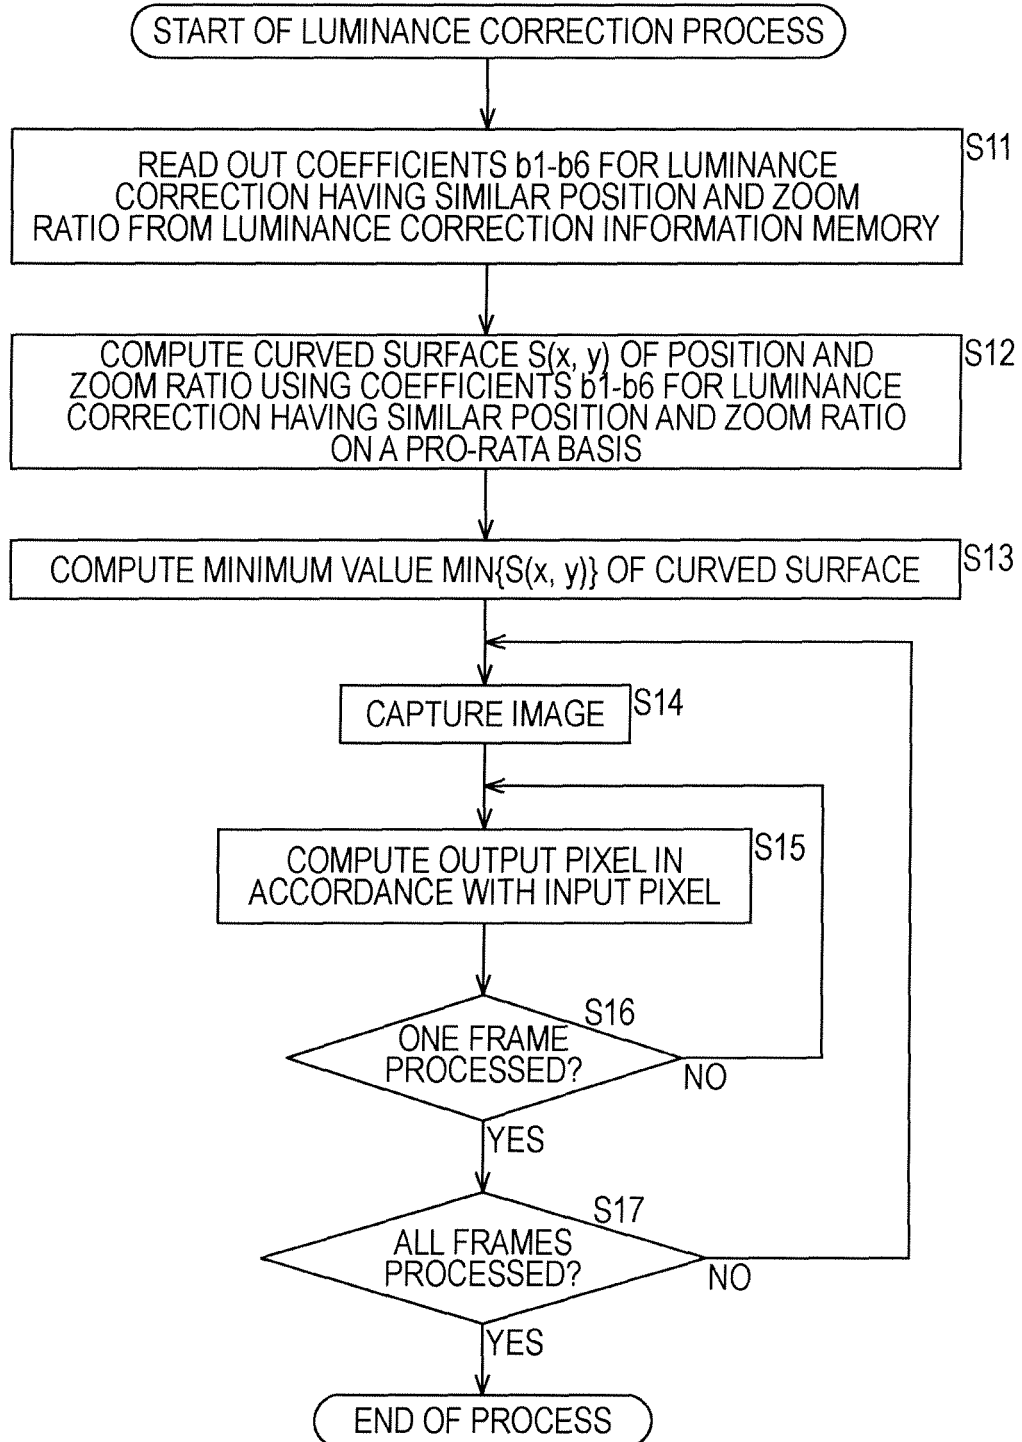 START OF LUMINANCE CORRECTION PROCESS
S11
READ OUT COEFFICIENTS b1-b6 FOR LUMINANCE
CORRECTION HAVING SIMILAR POSITION AND ZOOM
RATIO FROM LUMINANCE CORRECTION INFORMATION MEMORY
S12
COMPUTE CURVED SURFACE S(x, y) OF POSITION AND
ZOOM RATIO USING COEFFICIENTS b1-b6 FOR LUMINANCE
CORRECTION HAVING SIMILAR POSITION AND ZOOM RATIO
ON A PRO-RATA BASIS
S13
COMPUTE MINIMUM VALUE MIN{S(x, y)} OF CURVED SURFACE
S14
CAPTURE IMAGE
S15
COMPUTE OUTPUT PIXEL IN
ACCORDANCE WITH INPUT PIXEL
S16
ONE FRAME
PROCESSED?
NO
YES
S17
ALL FRAMES
PROCESSED?
NO
YES
END OF PROCESS